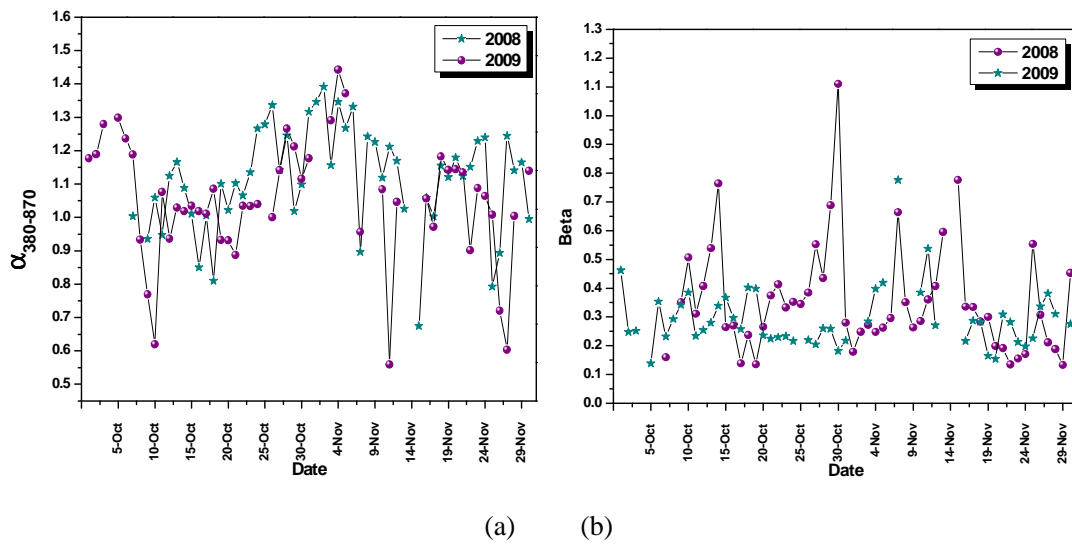 1.6
1.5
1.4
1.3
1.2
1.1
1.0
0.9
0.8
0.7
0.6
0.5
α380-870
2008
2009
5-Oct
10-Oct
15-Oct
20-Oct
25-Oct
30-Oct
4-Nov
9-Nov
14-Nov
19-Nov
24-Nov
29-Nov
Date
1.3
1.2
1.1
1.0
0.9
0.8
0.7
0.6
0.5
0.4
0.3
0.2
0.1
0.0
Beta
2008
2009
5-Oct
10-Oct
15-Oct
20-Oct
25-Oct
30-Oct
4-Nov
9-Nov
14-Nov
19-Nov
24-Nov
29-Nov
Date
(a) (b)